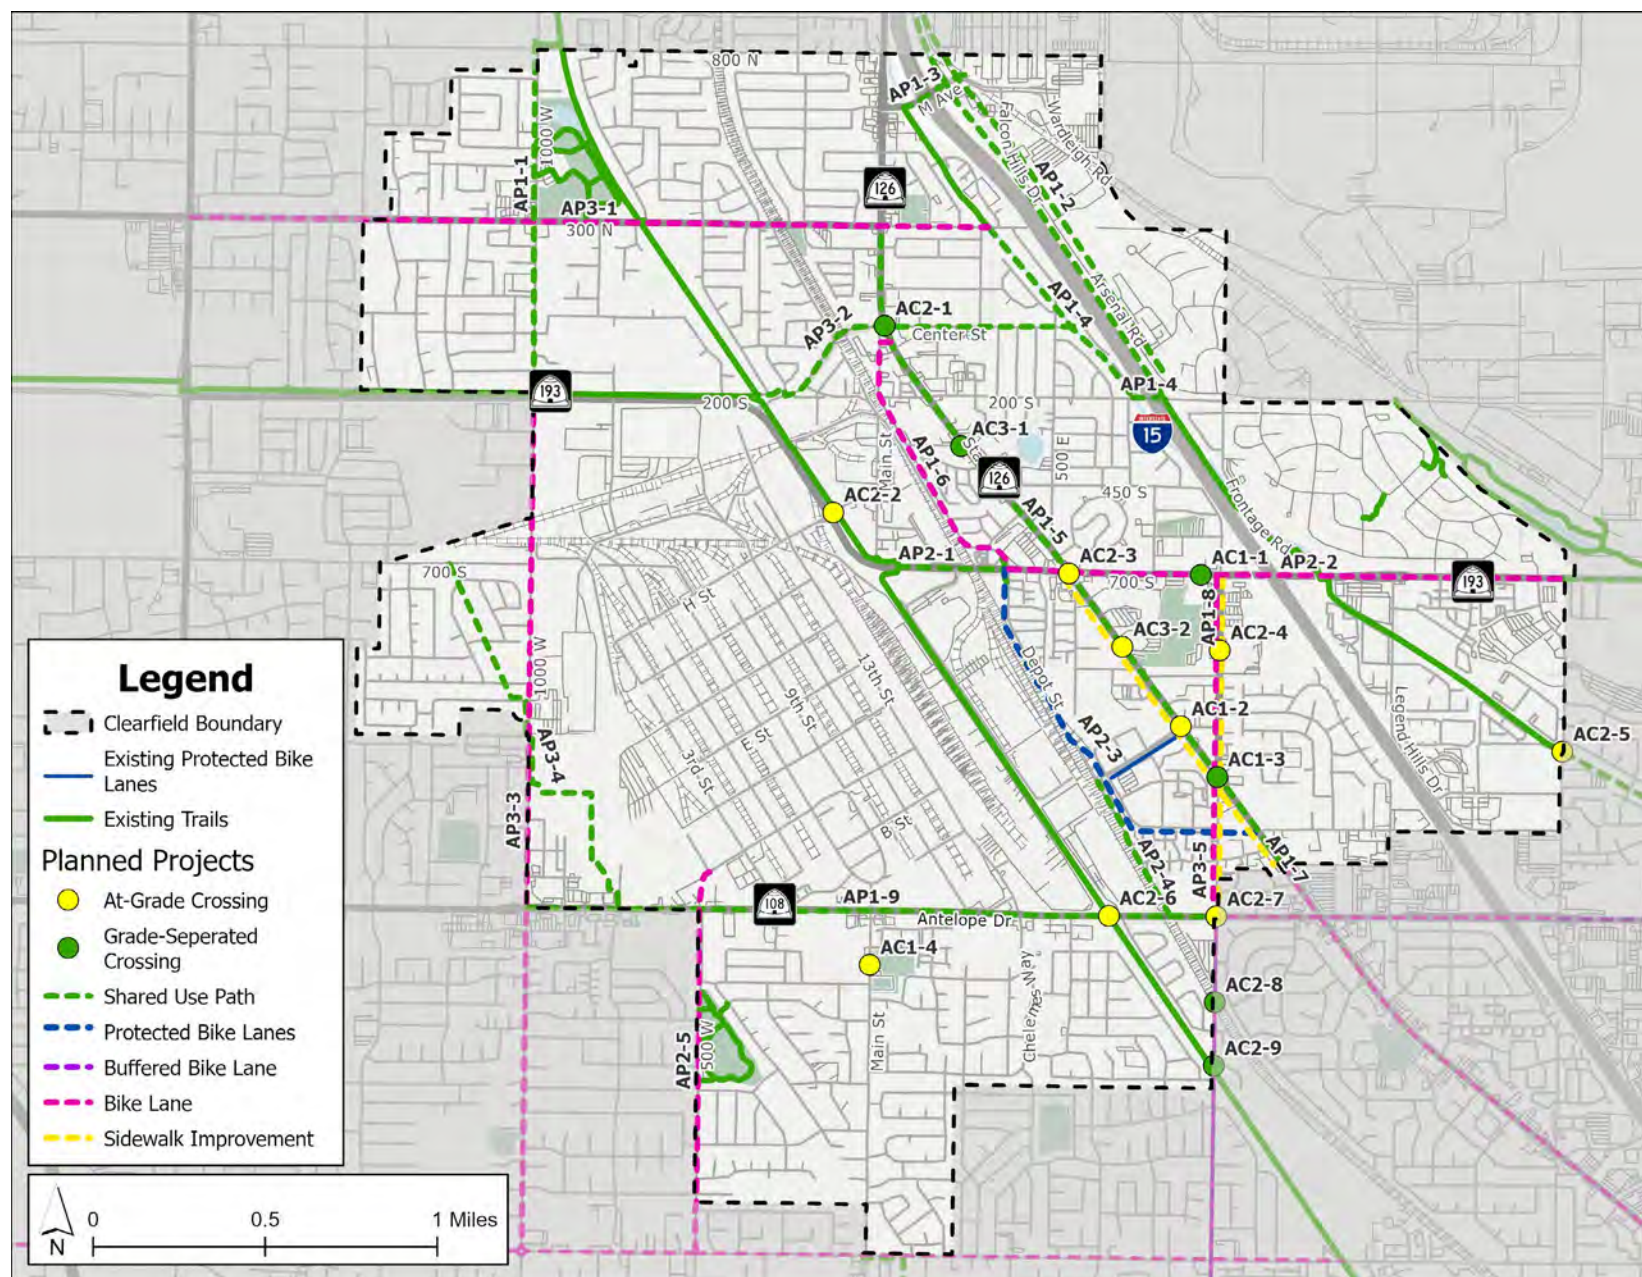 800 N
AP1-3
M Ave
Falcon Hills Dr
Wardleigh Rd
1000 W
AP1-1
AP1-2
126
AP3-1
300 N
AP1-4
Arsenal Rd
AP3-2
AC2-1
Center St
193
200 S
AP1-4
200 S
AC3-1
15
Main St
AP1-6
126
500 E
450 S
AC2-2
AP1-5
Frontage Rd
AP2-1
AC2-3
AC1-1
AP2-2
700 S
700 S
193
H St
AP1-8
AC3-2
AC2-4
1000 W
13th St
Depot St
9th St
E St
AC1-2
AP2-3
Legend Hills Dr
AC2-5
AP3-4
3rd St
AC1-3
AP3-3
B St
AP2-4
AP3-5
AP1-7
108
AP1-9
Antelope Dr
AC2-6
AC2-7
AC1-4
AC2-8
AP2-5
500 W
Main St
AC2-9
Legend
Clearfield Boundary
Existing Protected Bike
Lanes
Existing Trails
Planned Projects
At-Grade Crossing
Grade-Seperated
Crossing
Shared Use Path
Protected Bike Lanes
Buffered Bike Lane
Bike Lane
Sidewalk Improvement
N
0 0.5 1 Miles